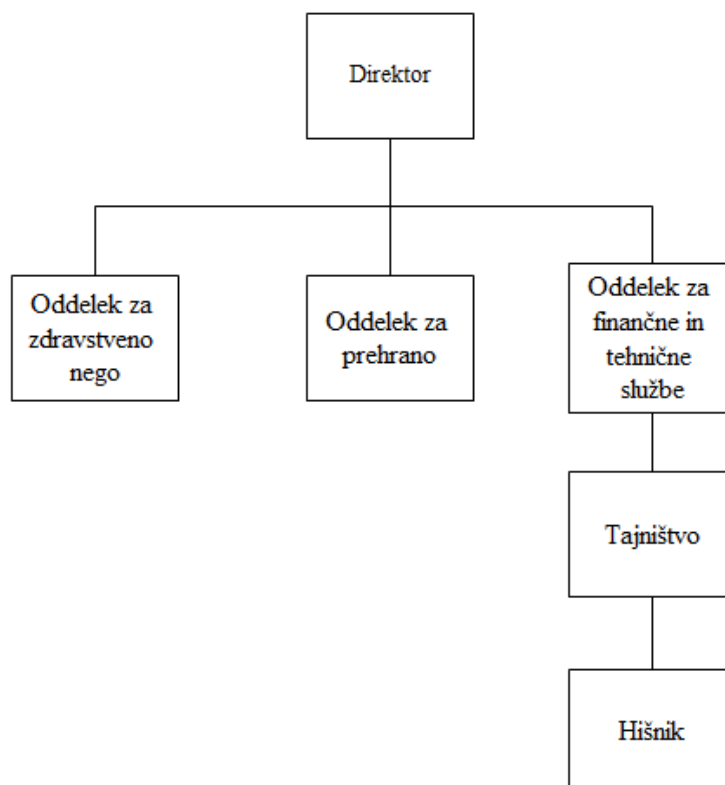 Direktor
Oddelek za
zdravstveno
nego
Oddelek za
prehrano
Oddelek za
finančne in
tehnične
službe
Tajništvo
Hišnik